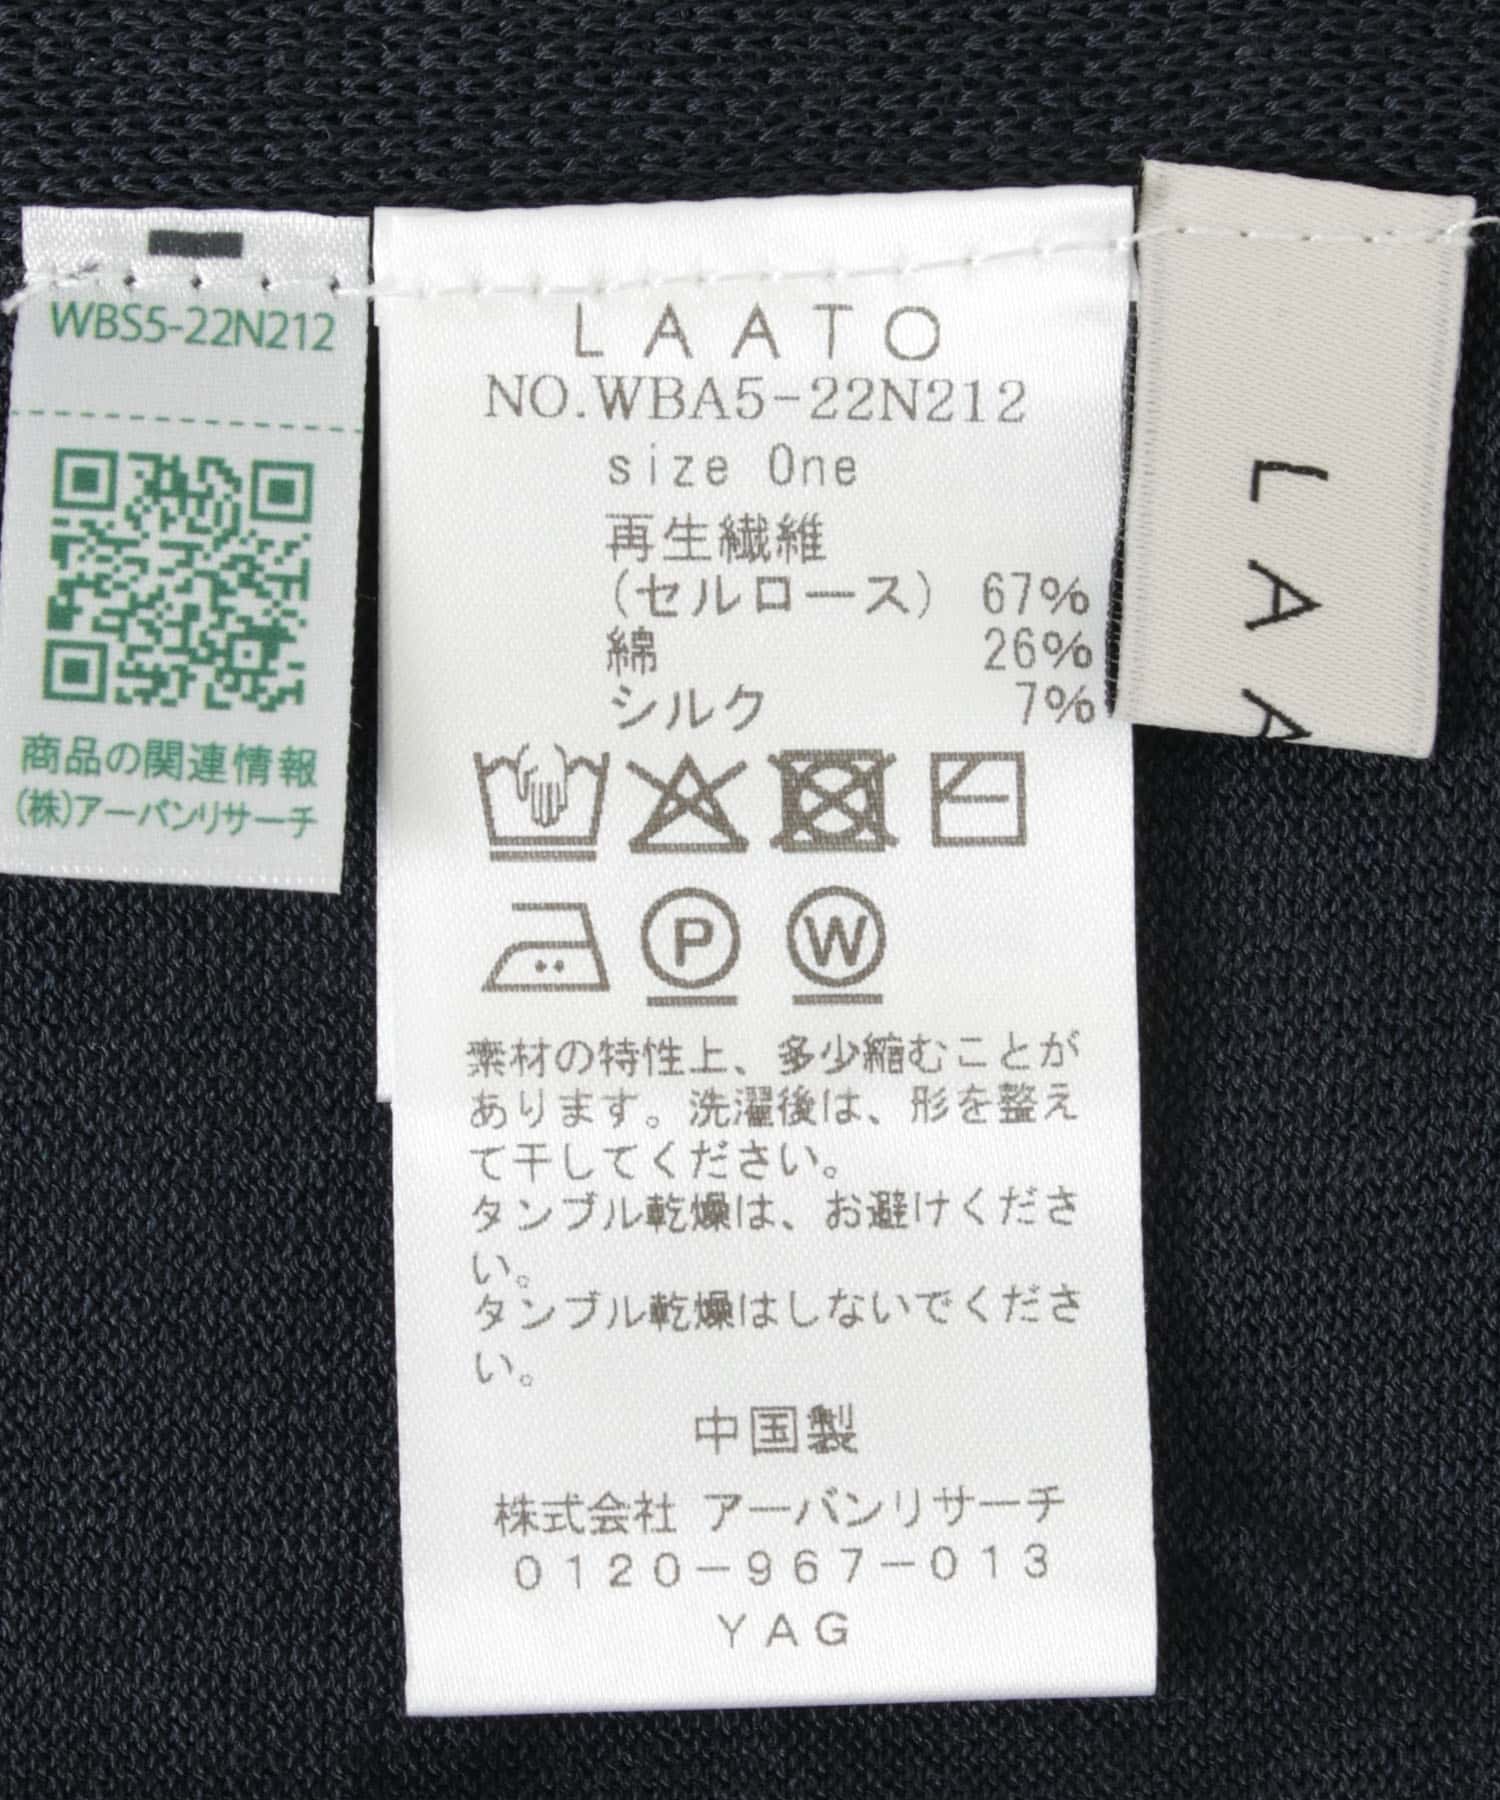 WBS5-22N212
商品の関連情報
(株)アーバンリサーチ
LAATO
NO.WBA5-22N212
size One
再生繊維
(セルロース) 67%
綿 26%
シルク 7%
P
W
素材の特性上、多少縮むことが
あります。洗濯後は、形を整え
て干してください。
タンブル乾燥は、お避けくださ
い。
タンブル乾燥はしないでくださ
い。
中国製
株式会社 アーバンリサーチ
0120-967-013
YAG
LAA